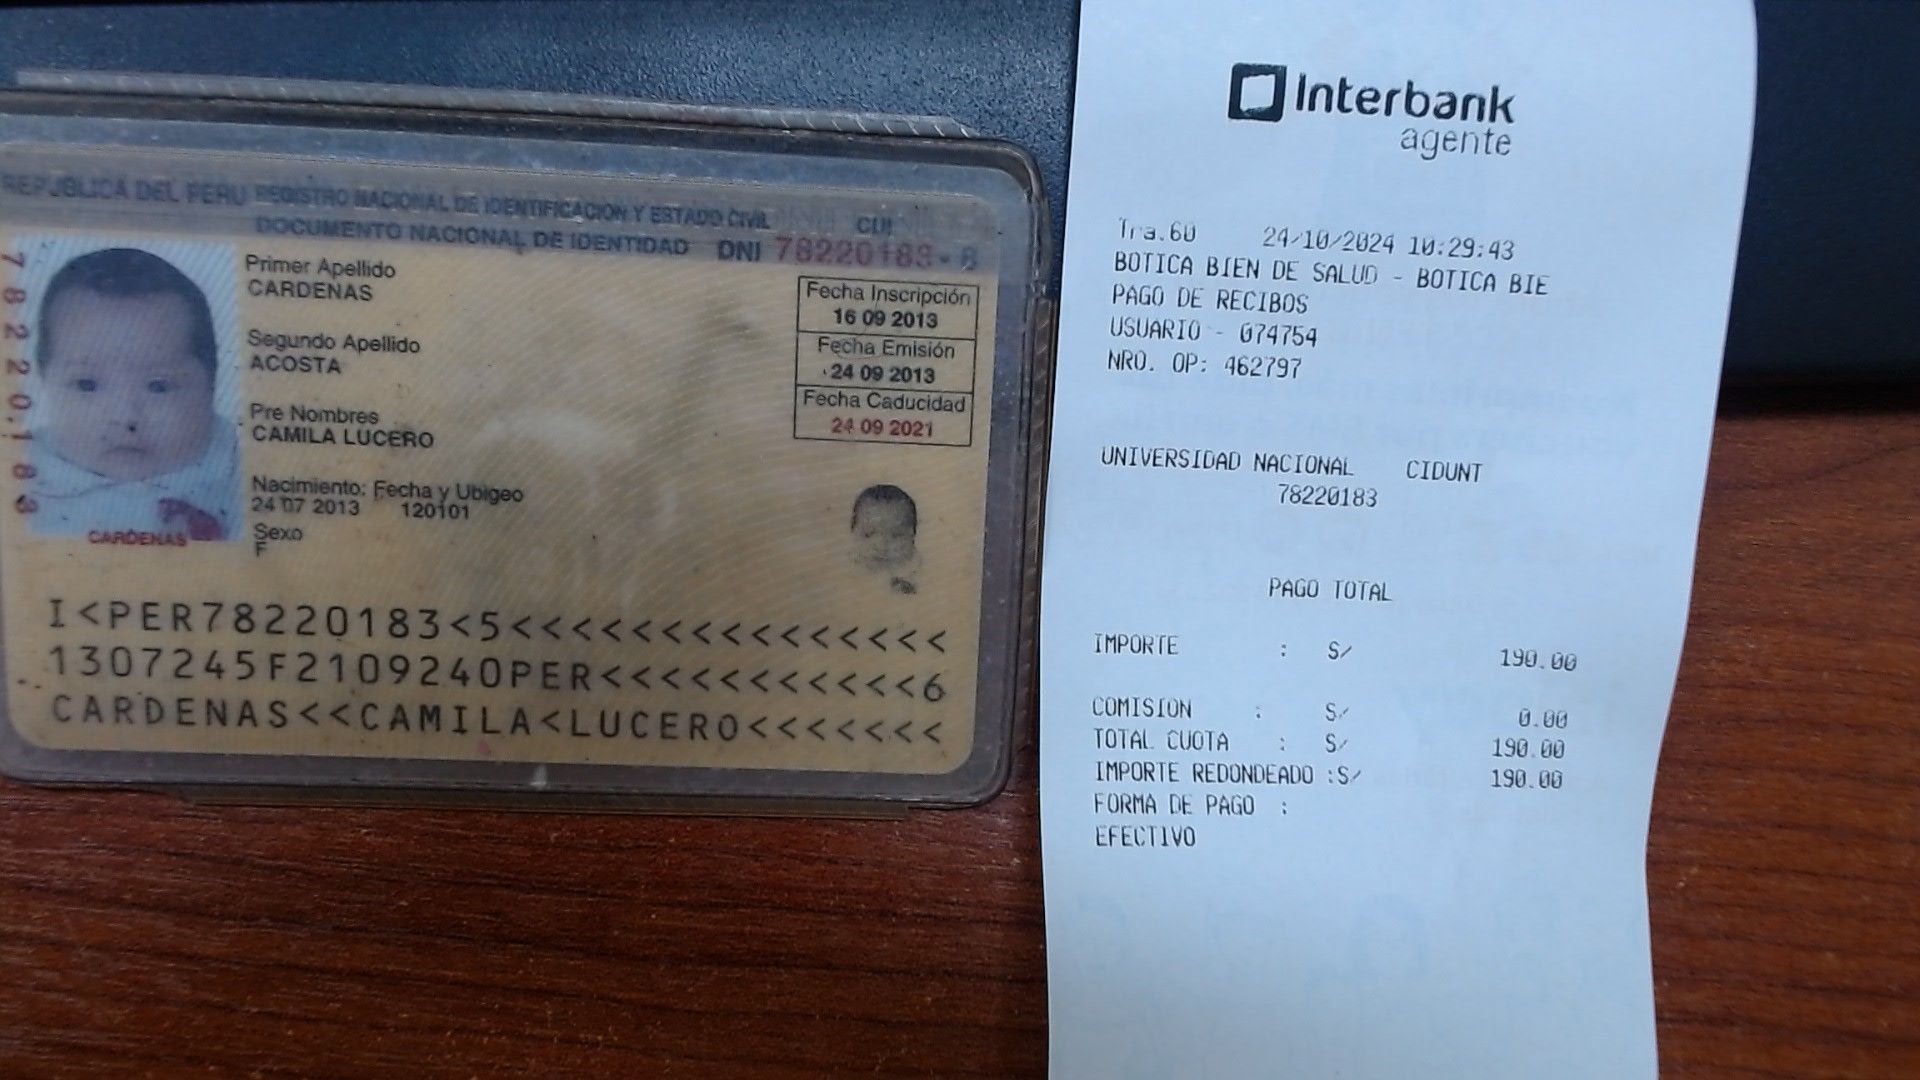 REPUBLICA DEL PERU REGISTRO NACIONAL DE IDENTIFICACION Y ESTADO CIVIL CUI
DOCUMENTO NACIONAL DE IDENTIDAD DNI 78220183 -
78220183
Primer Apellido
CARDENAS
Segundo Apellido
ACOSTA
Pre Nombres
CAMILA LUCERO
Nacimiento: Fecha y Ubigeo
24 07 2013 120101
Sexo
F
CARDENAS
Fecha Inscripción
16 09 2013
Fecha Emisión
24 09 2013
Fecha Caducidad
24 09 2021
I<PER78220183<5<<<<<<<<<<<<<<<
1307245F2109240PER<<<<<<<<<<<6
CARDENAS<<CAMILA<LUCERO<<<<<<<
Interbank
agente
Tra.60 24/10/2024 10:29:43
BOTICA BIEN DE SALUD - BOTICA BIE
PAGO DE RECIBOS
USUARIO - 074754
NRO. OP: 462797
UNIVERSIDAD NACIONAL CIDUNT
78220183
PAGO TOTAL
IMPORTE : S/ 190.00
COMISION : S/ 0.00
TOTAL CUOTA : S/ 190.00
IMPORTE REDONDEADO :S/ 190.00
FORMA DE PAGO :
EFECTIVO